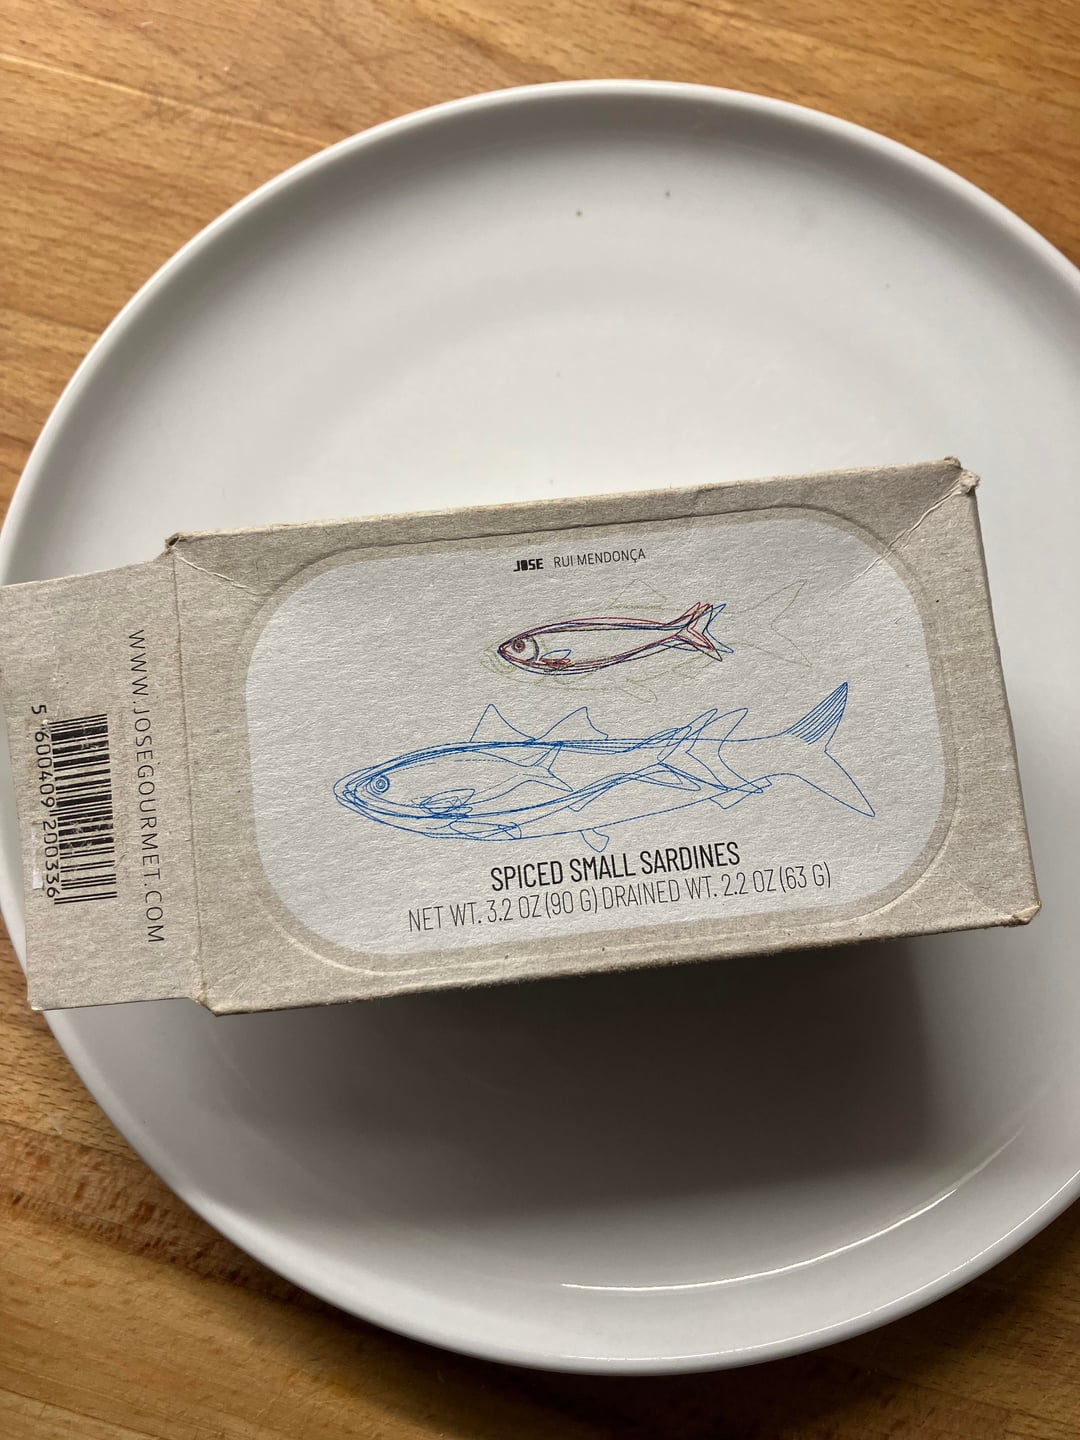 JOSE RUI MENDONÇA
SPICED SMALL SARDINES
NET WT. 3.2 OZ (90 G) DRAINED WT. 2.2 OZ (63 G)
WWW.JOSEGOURMET.COM
5 600409 200336